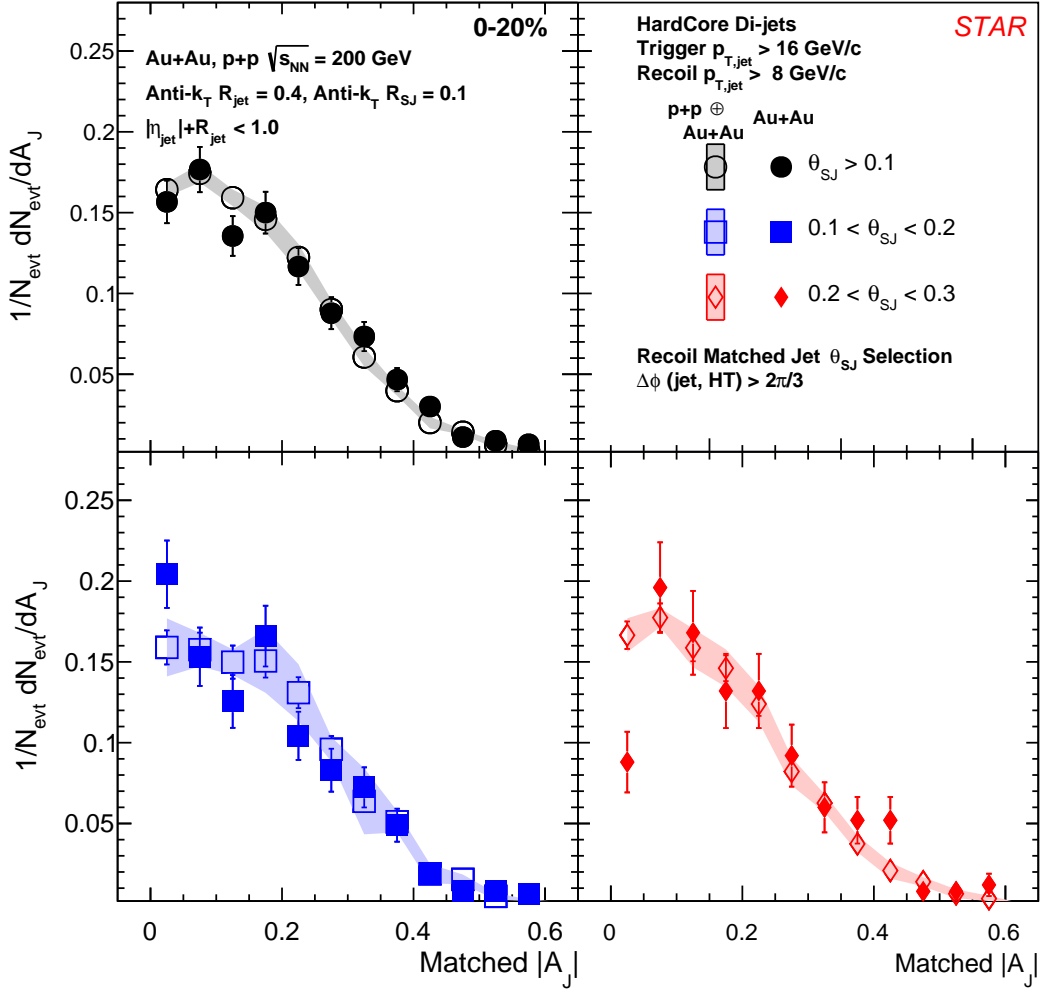 0-20%
Au+Au, p+p √s_NN = 200 GeV
Anti-k_T R_jet = 0.4, Anti-k_T R_SJ = 0.1
|η_jet|+R_jet < 1.0
HardCore Di-jets
STAR
Trigger p_T,jet > 16 GeV/c
Recoil p_T,jet > 8 GeV/c
p+p ⊕
Au+Au
Au+Au
θ_SJ > 0.1
0.1 < θ_SJ < 0.2
0.2 < θ_SJ < 0.3
Recoil Matched Jet θ_SJ Selection
Δϕ (jet, HT) > 2π/3
1/N_evt dN_evt/dA_J
0.25
0.2
0.15
0.1
0.05
1/N_evt dN_evt/dA_J
0.25
0.2
0.15
0.1
0.05
0 0.2 0.4 0.6
Matched |A_J|
0 0.2 0.4 0.6
Matched |A_J|